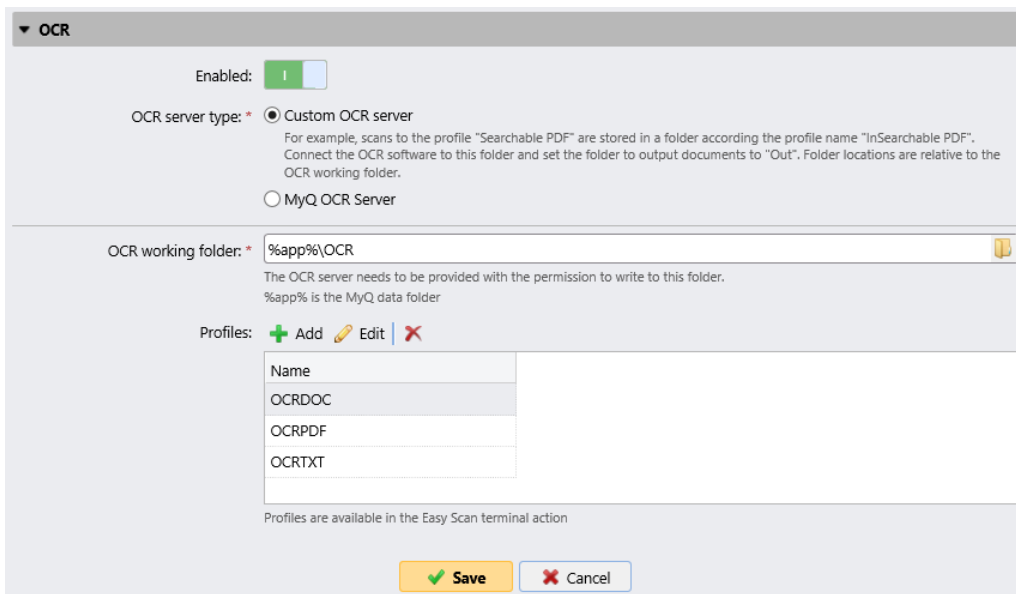 OCR
Enabled:
OCR server type: * Custom OCR server
For example, scans to the profile "Searchable PDF" are stored in a folder according the profile name "InSearchable PDF".
Connect the OCR software to this folder and set the folder to output documents to "Out". Folder locations are relative to the
OCR working folder.
MyQ OCR Server
OCR working folder: * %app%\OCR
The OCR server needs to be provided with the permission to write to this folder.
%app% is the MyQ data folder
Profiles: Add Edit
Name
OCRDOC
OCRPDF
OCRTXT
Profiles are available in the Easy Scan terminal action
Save Cancel